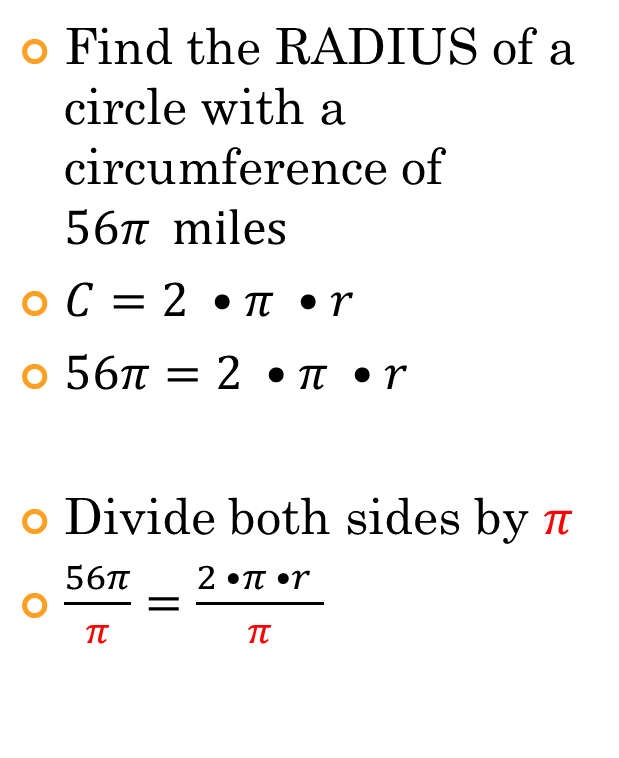 Find the RADIUS of a
circle with a
circumference of
56𝜋 miles
𝐶 = 2 • 𝜋 • 𝑟
56𝜋 = 2 • 𝜋 • 𝑟
Divide both sides by 𝜋
56𝜋/𝜋 = 2 •𝜋 •𝑟/𝜋